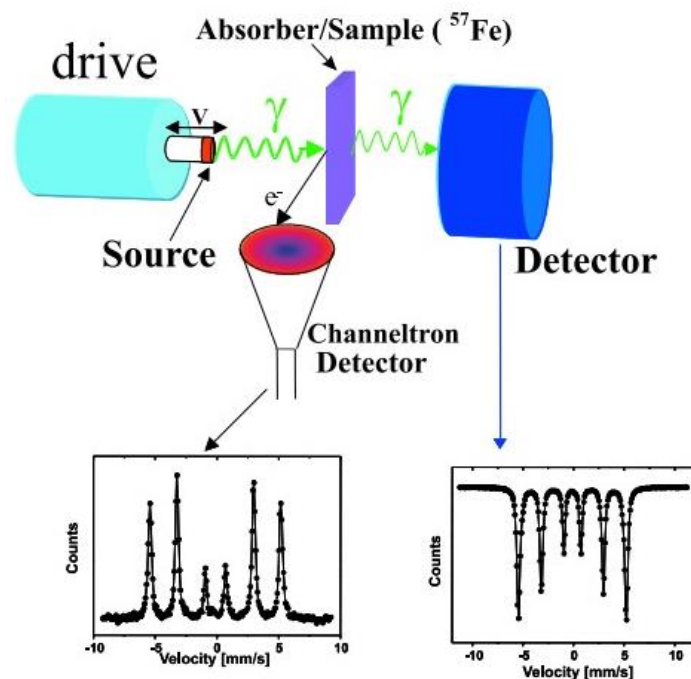 Absorber/Sample ( ⁵⁷Fe)
drive
V
γ
γ
e⁻
Source
Detector
Channeltron
Detector
Counts
-10 -5 0 5 10
Velocity [mm/s]
Counts
-10 -5 0 5 10
Velocity [mm/s]